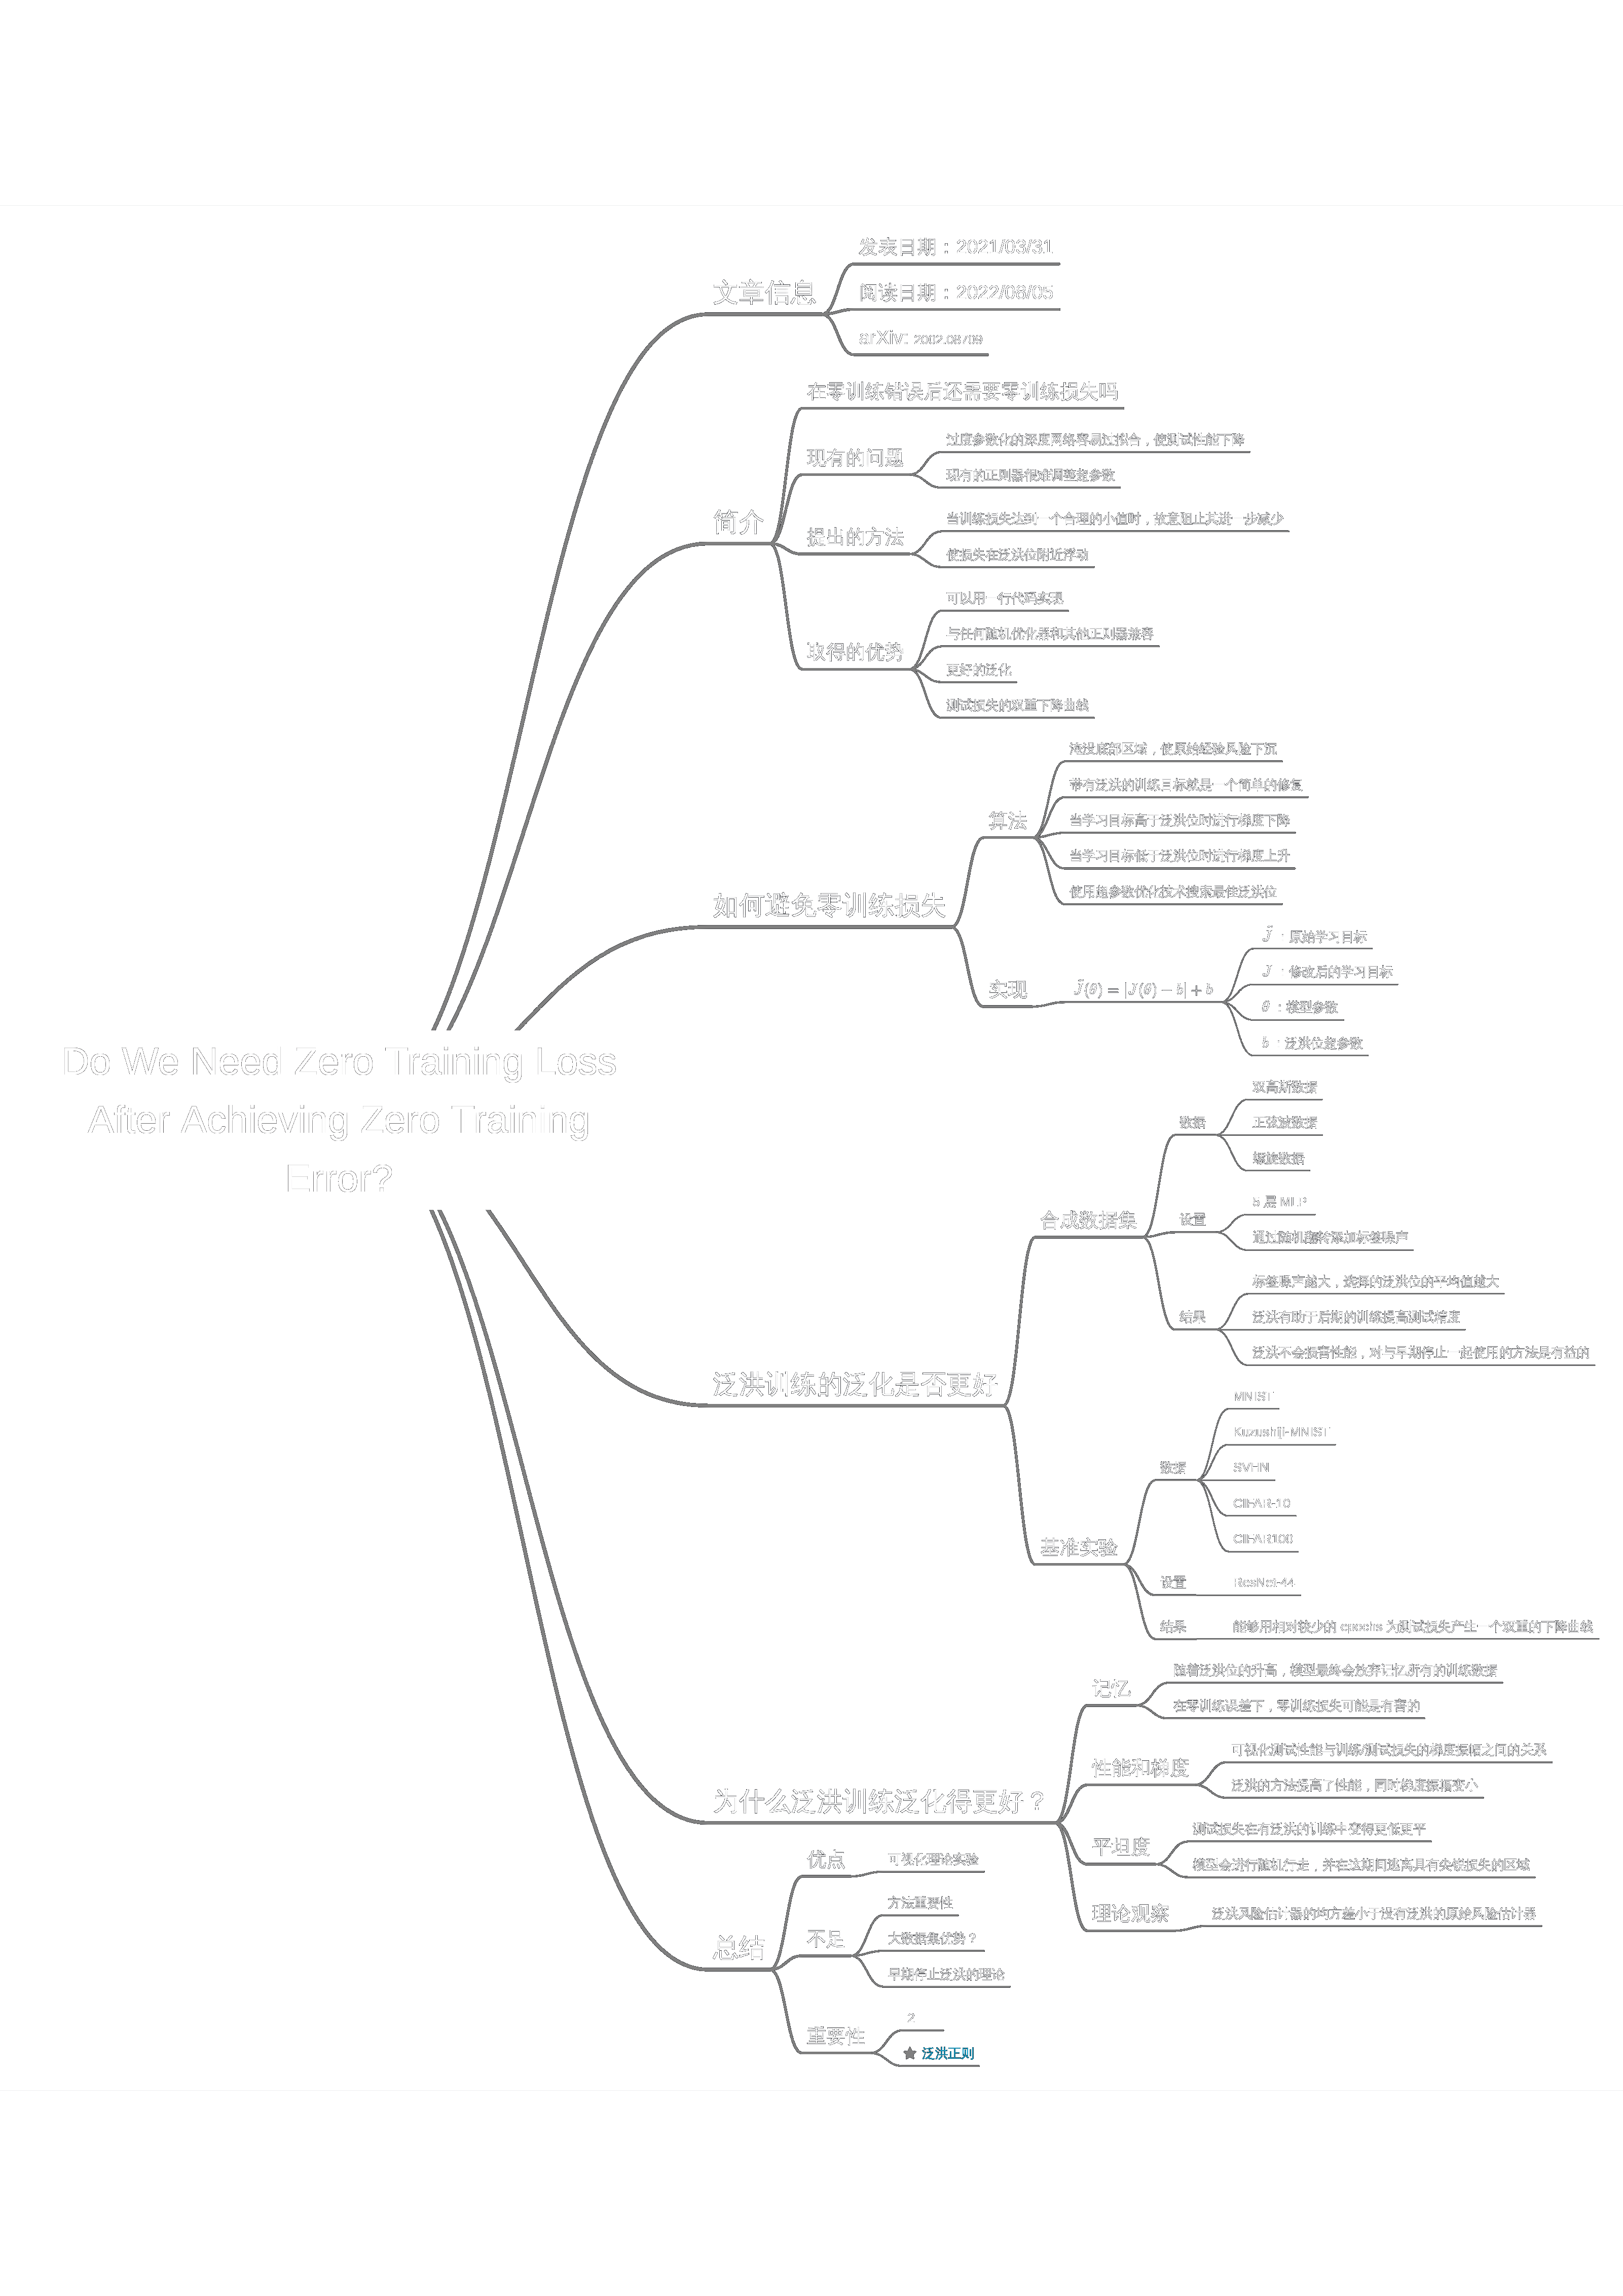 Do We Need Zero Training Loss
After Achieving Zero Training
Error?
文章信息
发表日期：2021/03/31
阅读日期：2022/08/05
arXiv: 2002.08709
简介
在零训练错误后还需要零训练损失吗
现有的问题
过度参数化的深度网络容易过拟合，使测试性能下降
现有的正则器很难调整超参数
提出的方法
当训练损失达到一个合理的小值时，故意阻止其进一步减少
使损失在泛洪位附近浮动
取得的优势
可以用一行代码实现
与任何随机优化器和其他正则器兼容
更好的泛化
测试损失的双重下降曲线
如何避免零训练损失
算法
淹没底部区域，使原始经验风险下沉
带有泛洪的训练目标就是一个简单的修复
当学习目标高于泛洪位时运行梯度下降
当学习目标低于泛洪位时运行梯度上升
使用超参数优化技术搜索最佳泛洪位
实现
J̃(θ) = |J(θ) − b| + b
J̃ ：原始学习目标
J ：修改后的学习目标
θ ：模型参数
b ：泛洪位超参数
泛洪训练的泛化是否更好
合成数据集
数据
双高斯数据
正弦波数据
螺旋数据
设置
5 层 MLP
通过随机翻转添加标签噪声
结果
标签噪声越大，选择的泛洪位的平均值越大
泛洪有助于后期的训练提高测试精度
泛洪不会损害性能，对与早期停止一起使用的方法是有益的
基准实验
数据
MNIST
Kuzushiji-MNIST
SVHN
CIFAR-10
CIFAR100
设置
ResNet-44
结果
能够用相对较少的 epochs 为测试损失产生一个双重的下降曲线
为什么泛洪训练泛化得更好？
记忆
随着泛洪位的升高，模型最终会放弃记忆所有的训练数据
在零训练误差下，零训练损失可能是有害的
性能和梯度
可视化测试性能与训练/测试损失的梯度振幅之间的关系
泛洪的方法提高了性能，同时梯度振幅变小
平坦度
测试损失在有泛洪的训练中变得更低更平
模型会进行随机行走，并在这期间逃离具有尖锐损失的区域
理论观察
泛洪风险估计器的均方差小于没有泛洪的原始风险估计器
总结
优点
可视化理论实验
不足
方法重要性
大数据集优势？
早期停止泛洪的理论
重要性
2
★ 泛洪正则